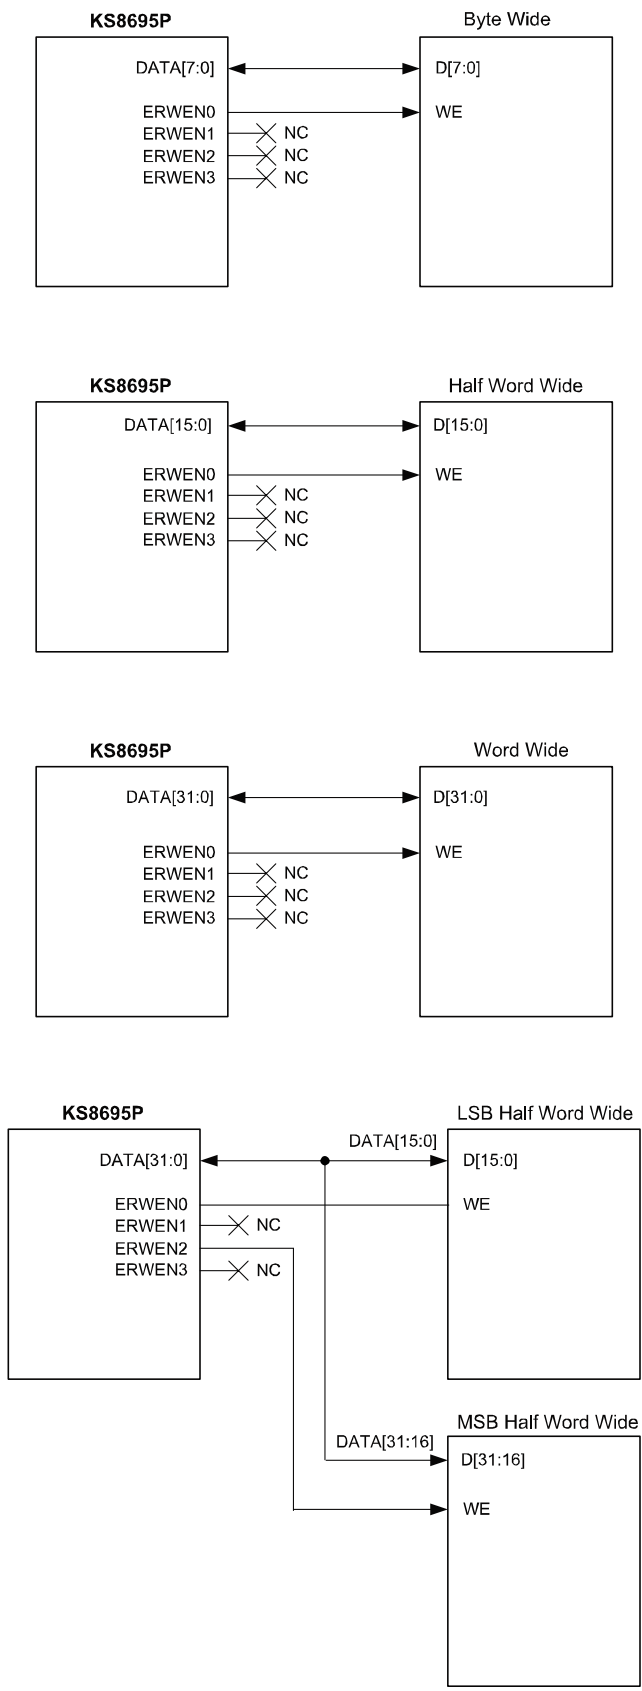 KS8695P Byte Wide
DATA[7:0] D[7:0]
ERWEN0 WE
ERWEN1 NC
ERWEN2 NC
ERWEN3 NC
KS8695P Half Word Wide
DATA[15:0] D[15:0]
ERWEN0 WE
ERWEN1 NC
ERWEN2 NC
ERWEN3 NC
KS8695P Word Wide
DATA[31:0] D[31:0]
ERWEN0 WE
ERWEN1 NC
ERWEN2 NC
ERWEN3 NC
KS8695P LSB Half Word Wide
DATA[15:0]
DATA[31:0] D[15:0]
ERWEN0 WE
ERWEN1 NC
ERWEN2
ERWEN3 NC
MSB Half Word Wide
DATA[31:16]
D[31:16]
WE